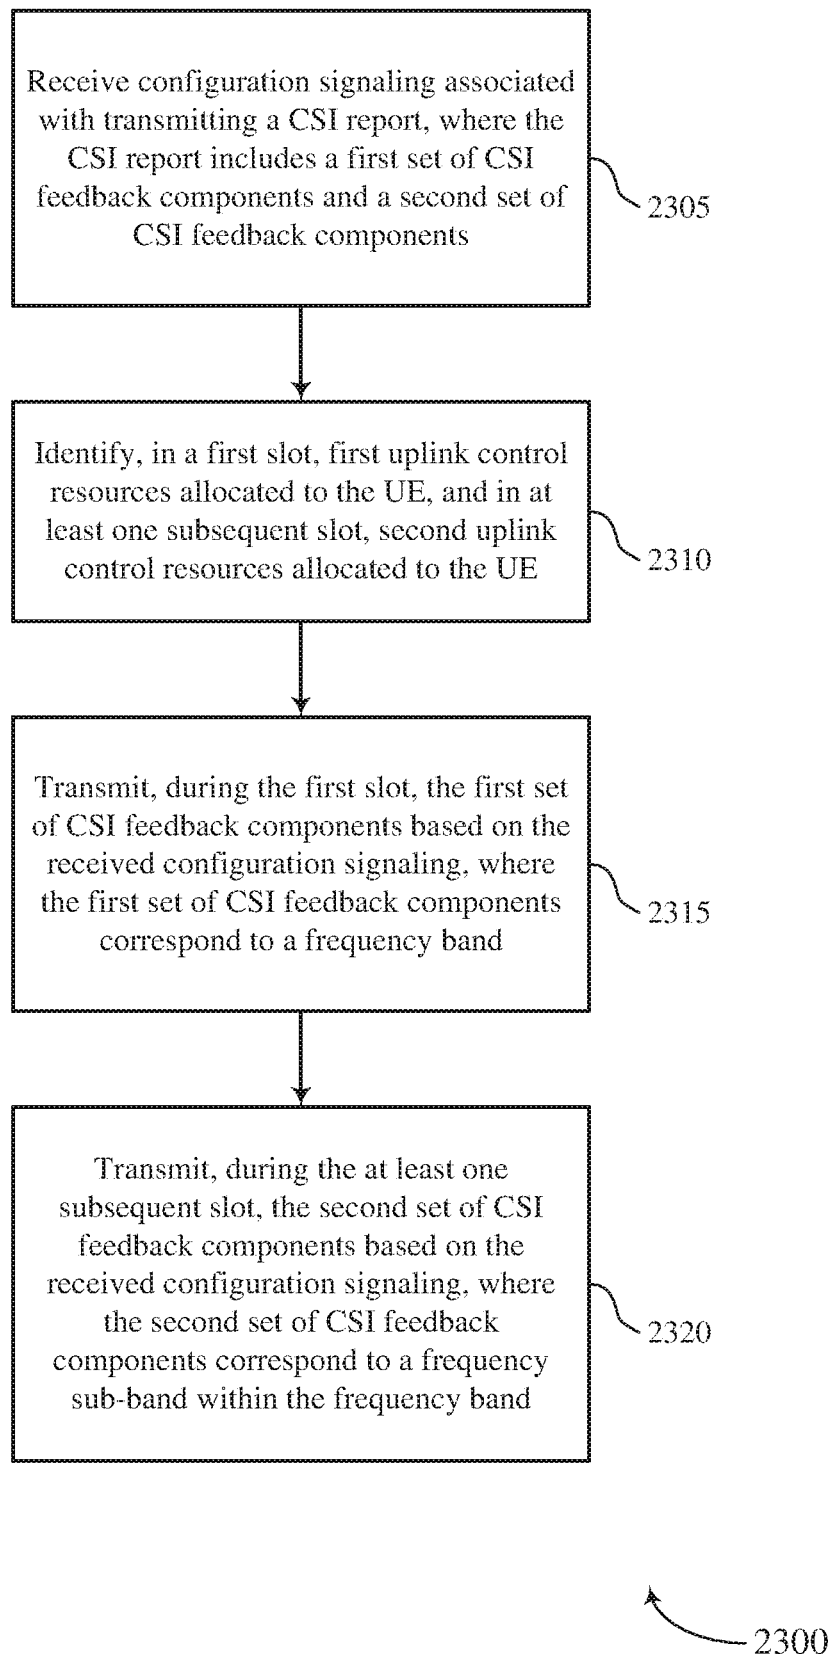 Receive configuration signaling associated
with transmitting a CSI report, where the
CSI report includes a first set of CSI
feedback components and a second set of
CSI feedback components
2305
Identify, in a first slot, first uplink control
resources allocated to the UE, and in at
least one subsequent slot, second uplink
control resources allocated to the UE
2310
Transmit, during the first slot, the first set
of CSI feedback components based on the
received configuration signaling, where
the first set of CSI feedback components
correspond to a frequency band
2315
Transmit, during the at least one
subsequent slot, the second set of CSI
feedback components based on the
received configuration signaling, where
the second set of CSI feedback
components correspond to a frequency
sub-band within the frequency band
2320
2300